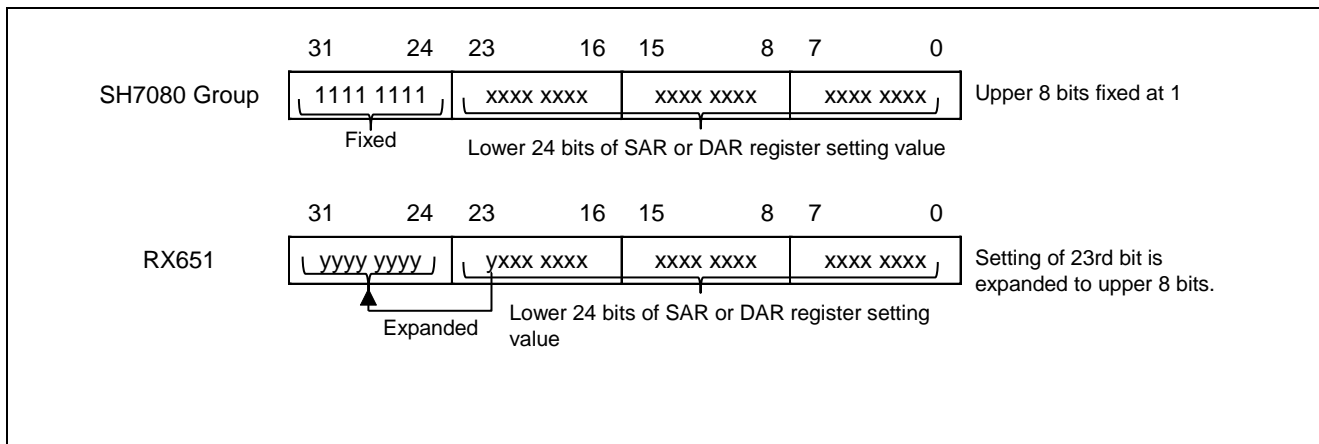 31 24 23 16 15 8 7 0
SH7080 Group 1111 1111 xxxx xxxx xxxx xxxx xxxx xxxx Upper 8 bits fixed at 1
Fixed Lower 24 bits of SAR or DAR register setting value
31 24 23 16 15 8 7 0
RX651 yyyy yyyy yxxx xxxx xxxx xxxx xxxx xxxx Setting of 23rd bit is
expanded to upper 8 bits.
Expanded Lower 24 bits of SAR or DAR register setting
value